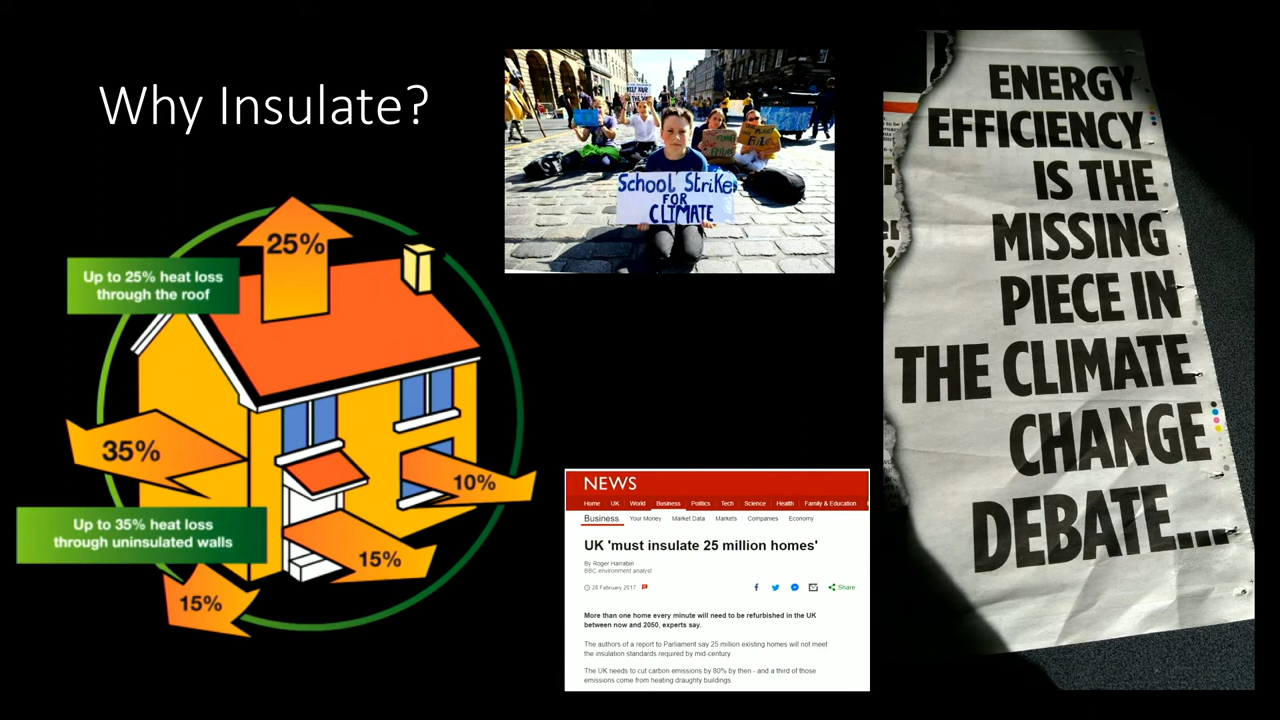 Why Insulate?
25%
Up to 25% heat loss
through the roof
35%
10%
Up to 35% heat loss
through uninsulated walls
15%
15%
School Strike
FOR
CLIMATE
NEWS
Home UK World Business Politics Tech Science Health Family & Education
Business Your Money Market Data Markets Companies Economy
UK 'must insulate 25 million homes'
By Roger Harrabin
BBC environment analyst
28 February 2017
Share
More than one home every minute will need to be refurbished in the UK
between now and 2050, experts say.
The authors of a report to Parliament say 25 million existing homes will not meet
the insulation standards required by mid-century
The UK needs to cut carbon emissions by 80% by then - and a third of those
emissions come from heating draughty buildings
ENERGY
EFFICIENCY
IS THE
MISSING
PIECE IN
THE CLIMATE
CHANGE
DEBATE...